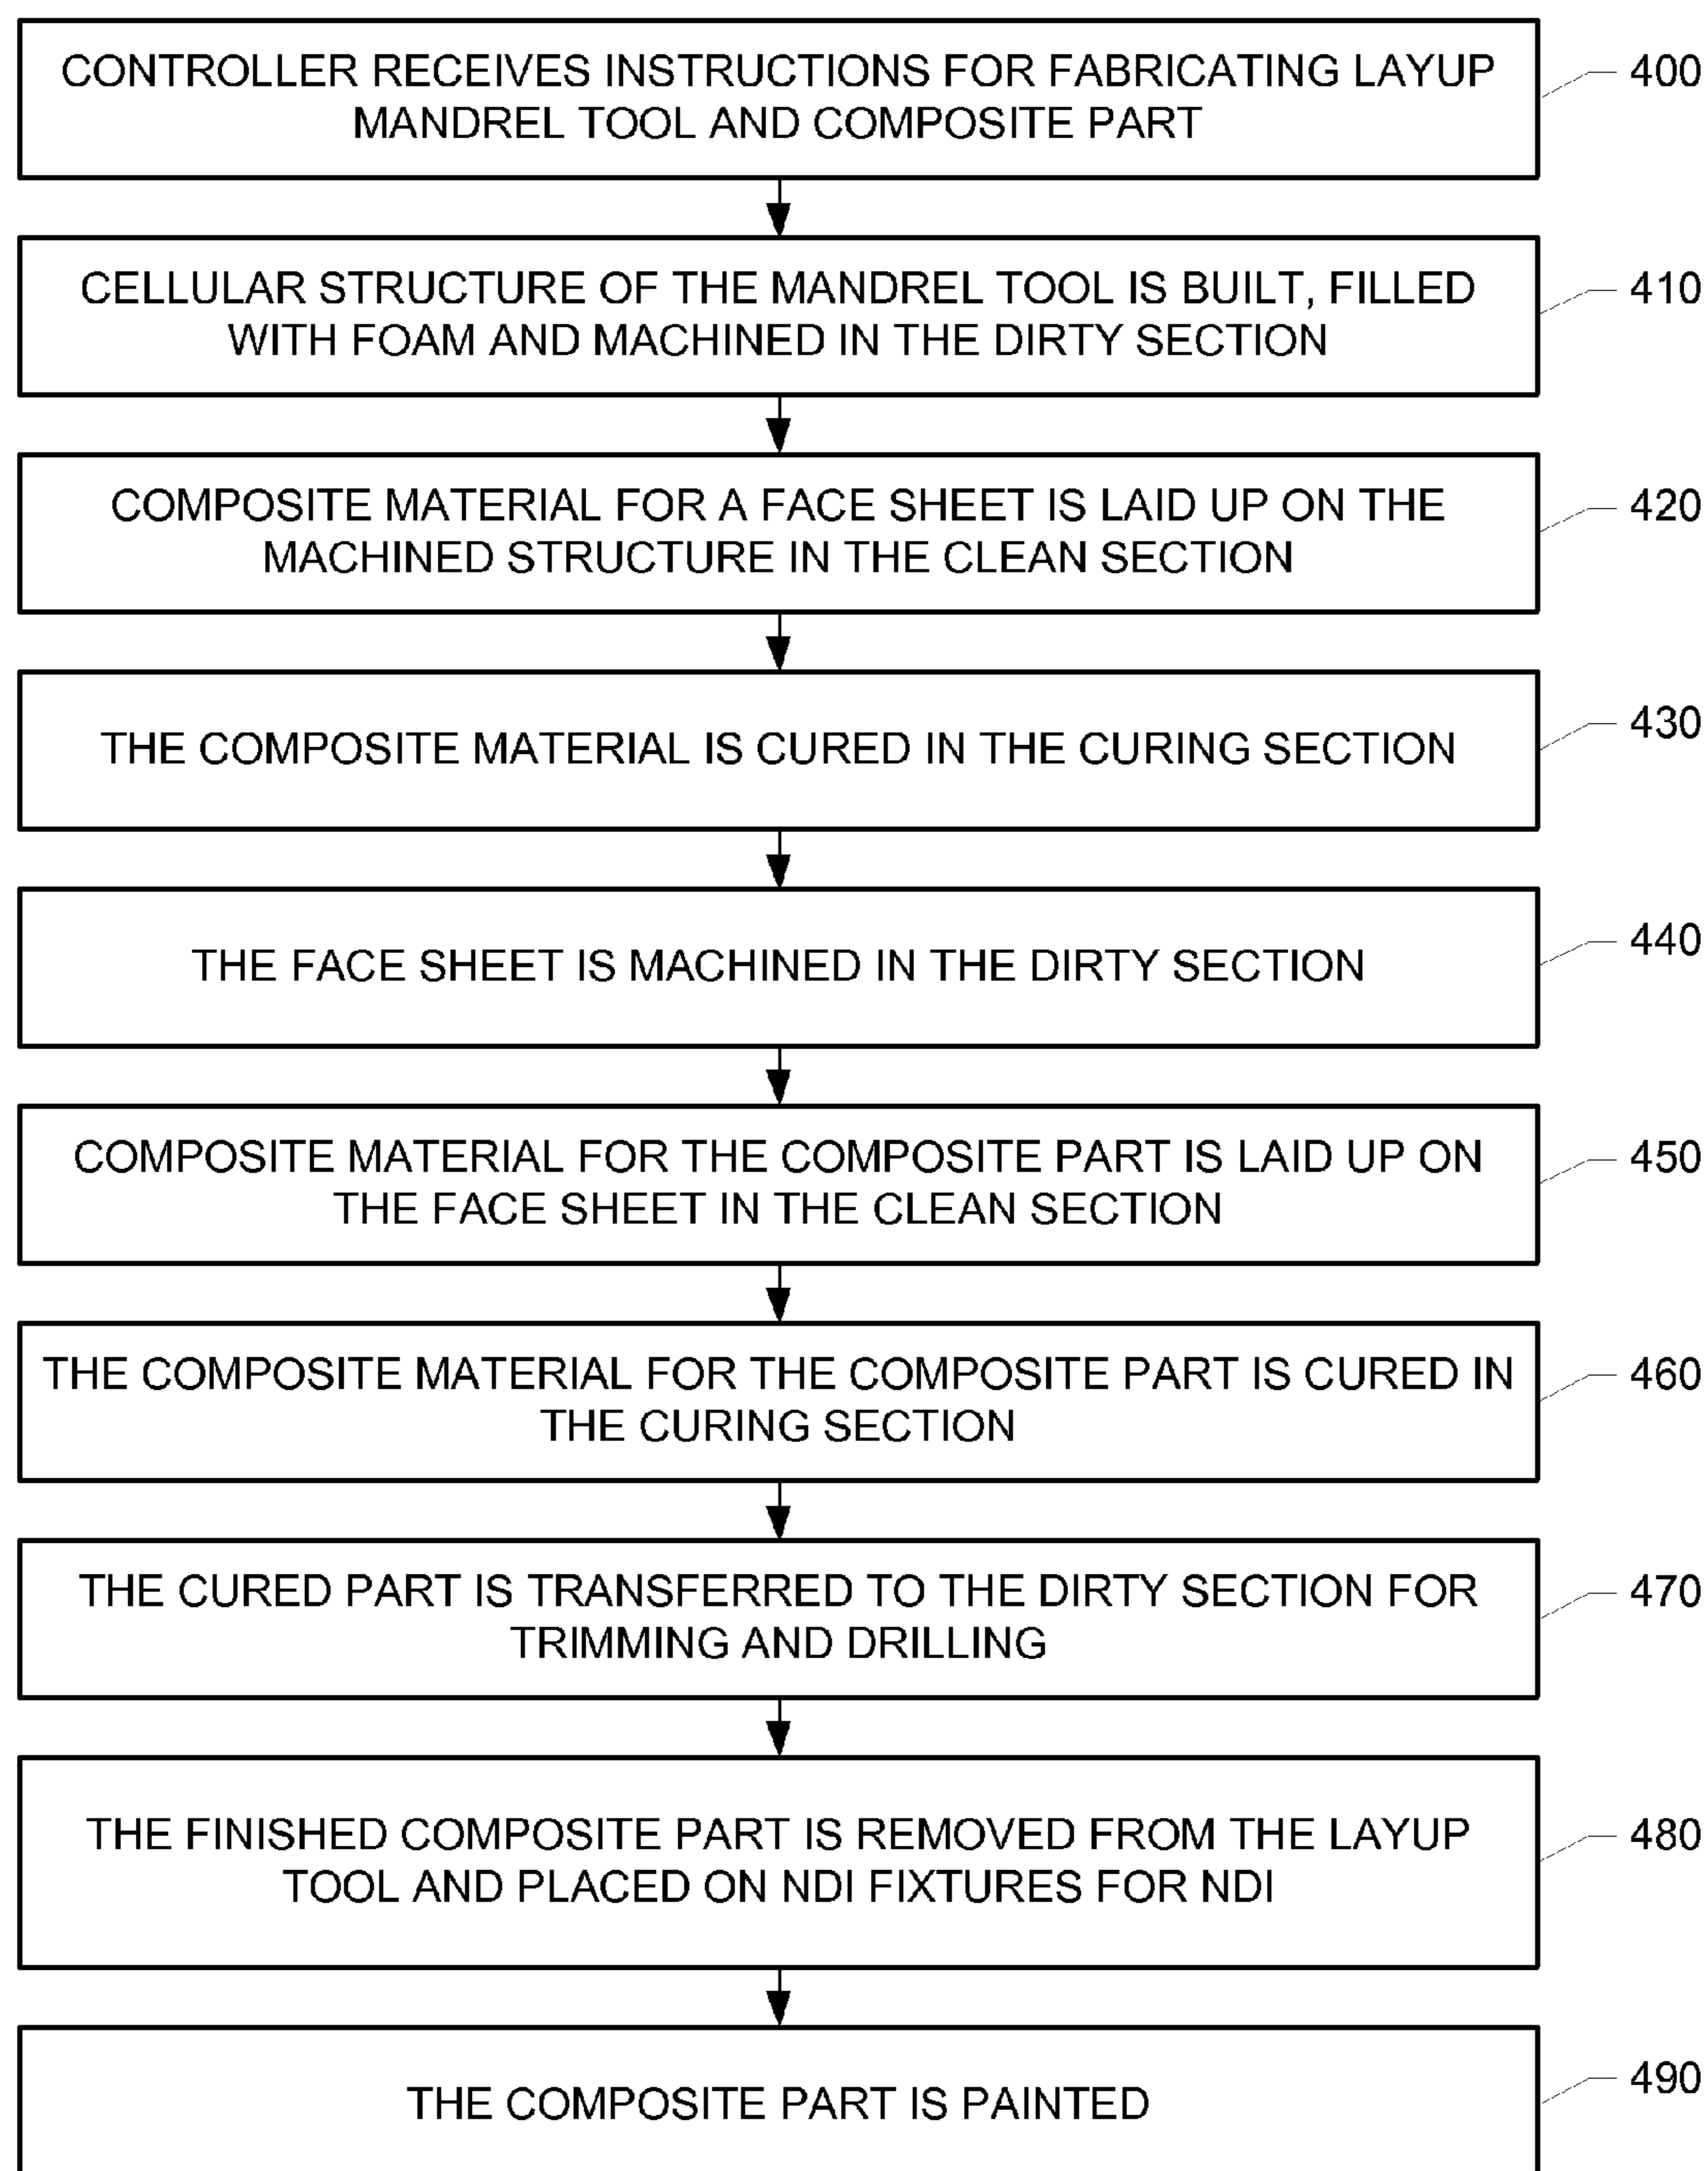 CONTROLLER RECEIVES INSTRUCTIONS FOR FABRICATING LAYUP
MANDREL TOOL AND COMPOSITE PART
400
CELLULAR STRUCTURE OF THE MANDREL TOOL IS BUILT, FILLED
WITH FOAM AND MACHINED IN THE DIRTY SECTION
410
COMPOSITE MATERIAL FOR A FACE SHEET IS LAID UP ON THE
MACHINED STRUCTURE IN THE CLEAN SECTION
420
THE COMPOSITE MATERIAL IS CURED IN THE CURING SECTION
430
THE FACE SHEET IS MACHINED IN THE DIRTY SECTION
440
COMPOSITE MATERIAL FOR THE COMPOSITE PART IS LAID UP ON
THE FACE SHEET IN THE CLEAN SECTION
450
THE COMPOSITE MATERIAL FOR THE COMPOSITE PART IS CURED IN
THE CURING SECTION
460
THE CURED PART IS TRANSFERRED TO THE DIRTY SECTION FOR
TRIMMING AND DRILLING
470
THE FINISHED COMPOSITE PART IS REMOVED FROM THE LAYUP
TOOL AND PLACED ON NDI FIXTURES FOR NDI
480
THE COMPOSITE PART IS PAINTED
490